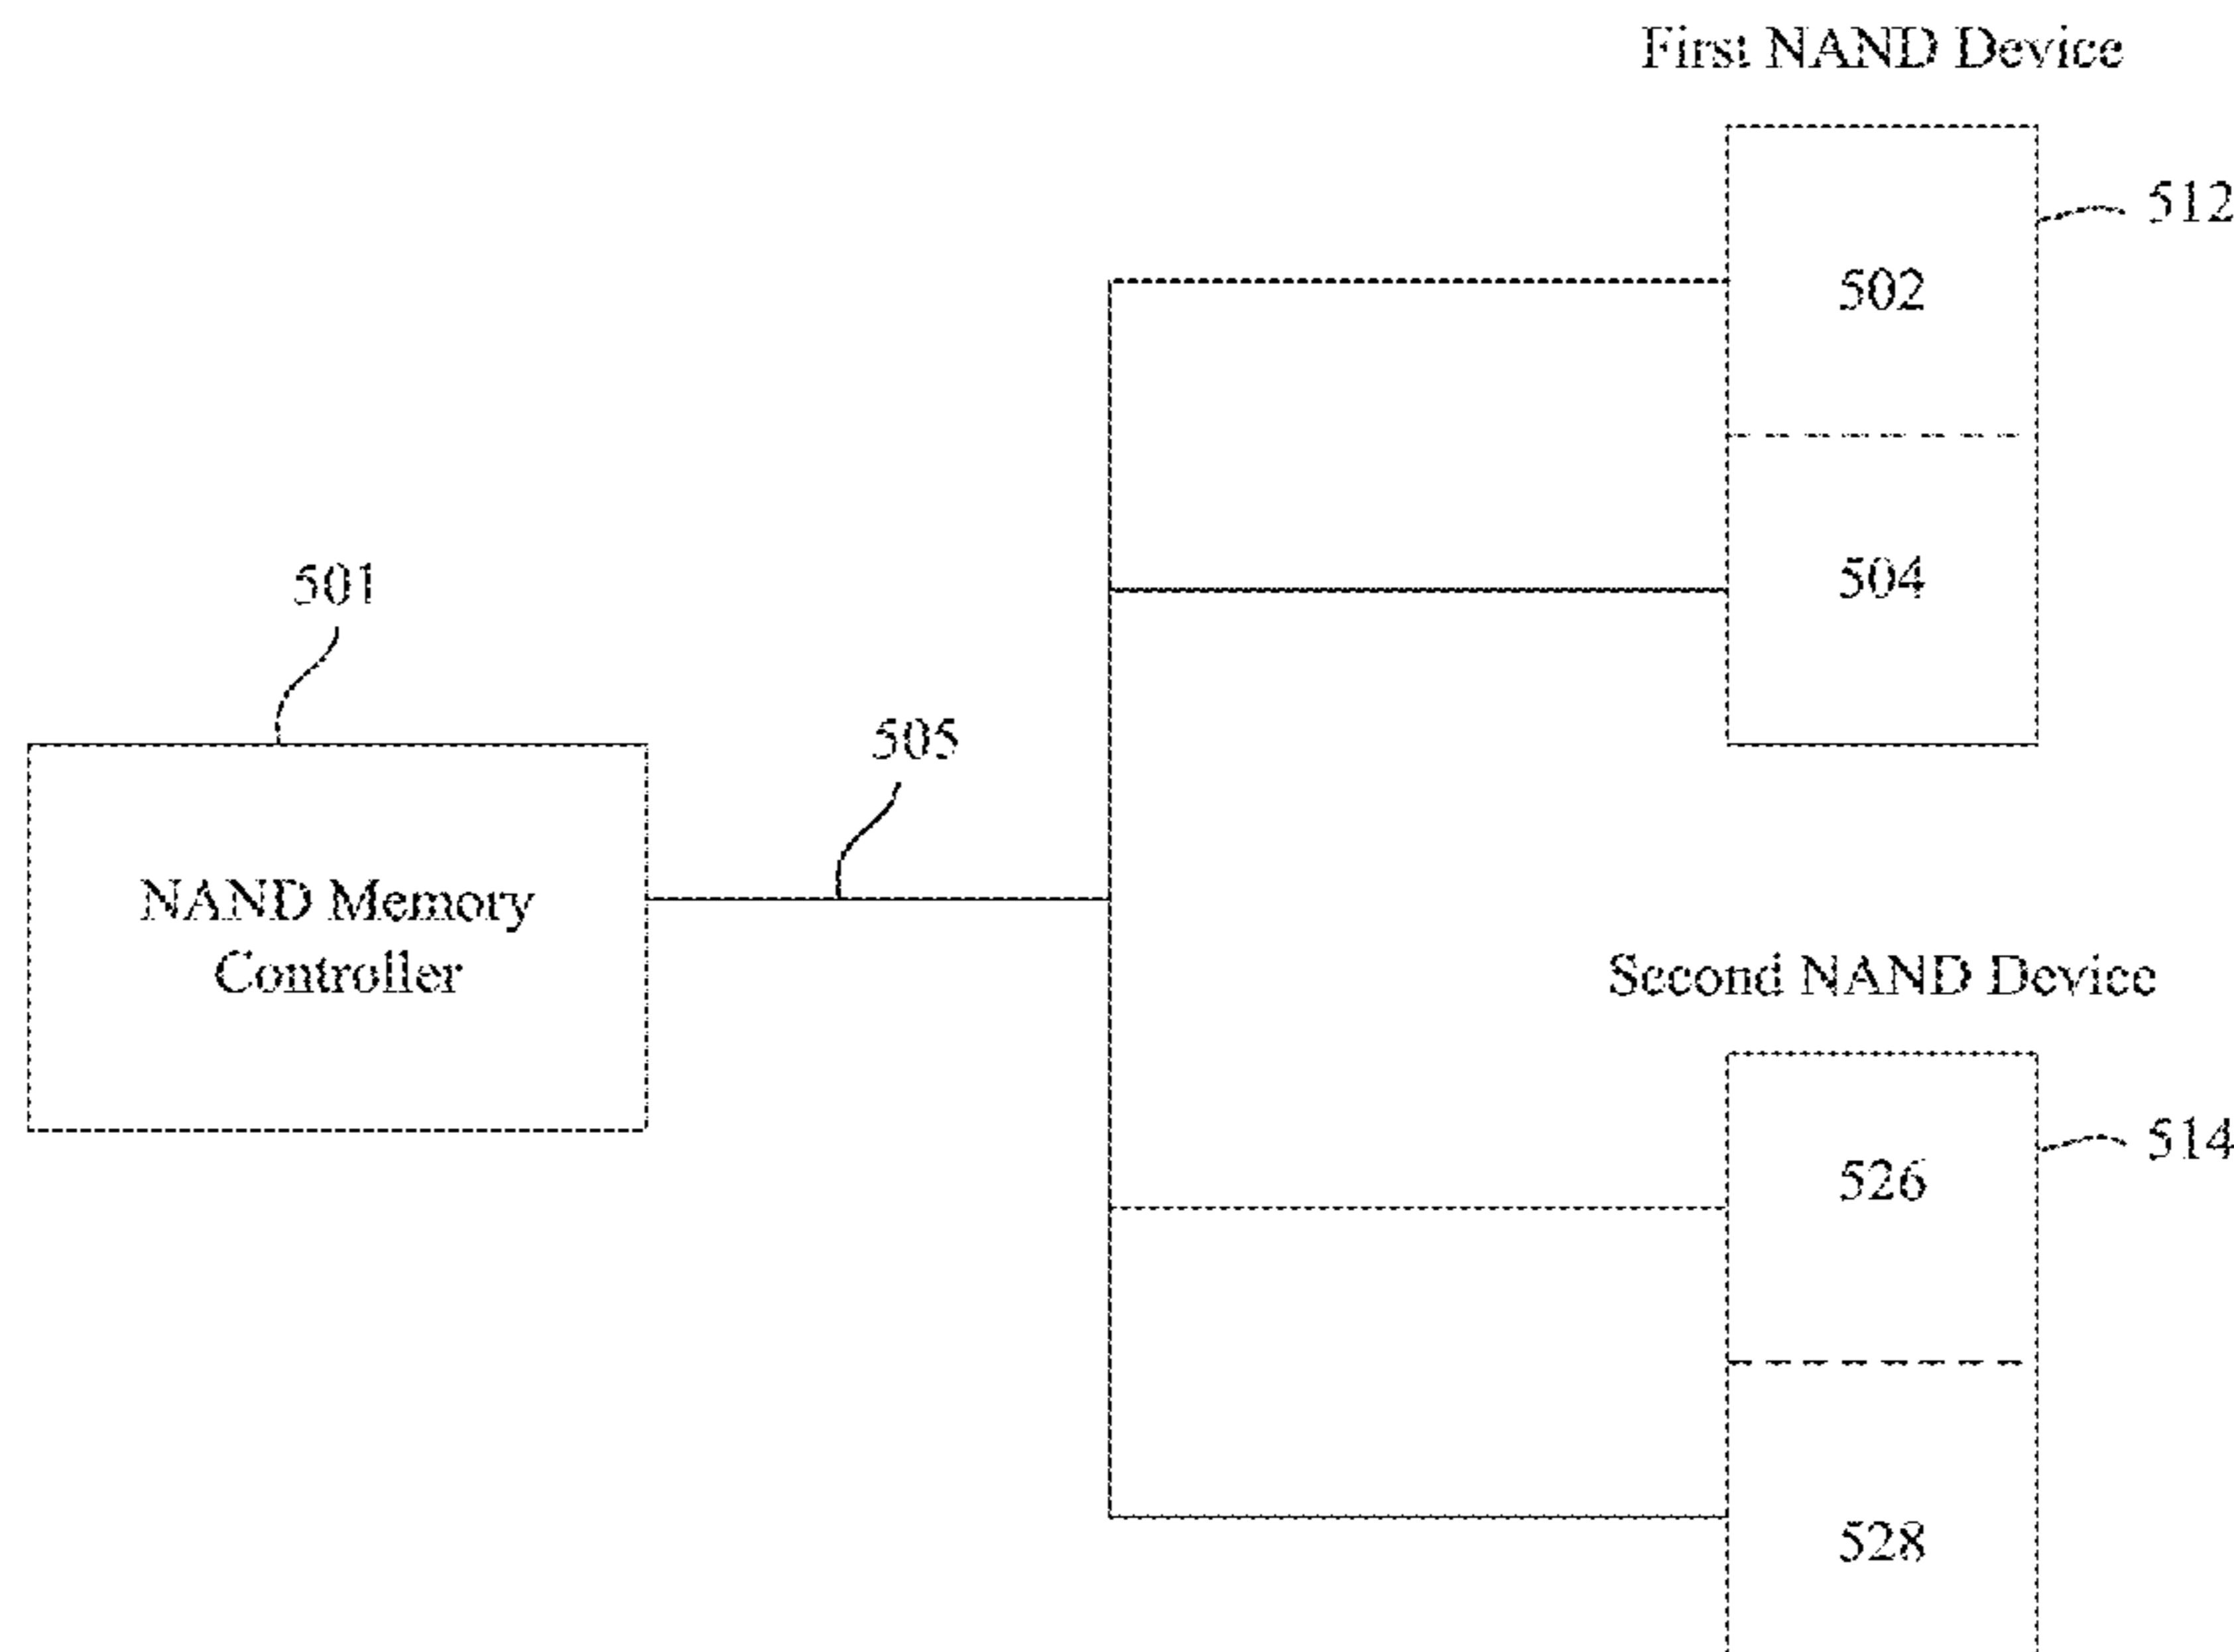 First NAND Device
512
502
504
501
505
NAND Memory
Controller
Second NAND Device
514
526
528